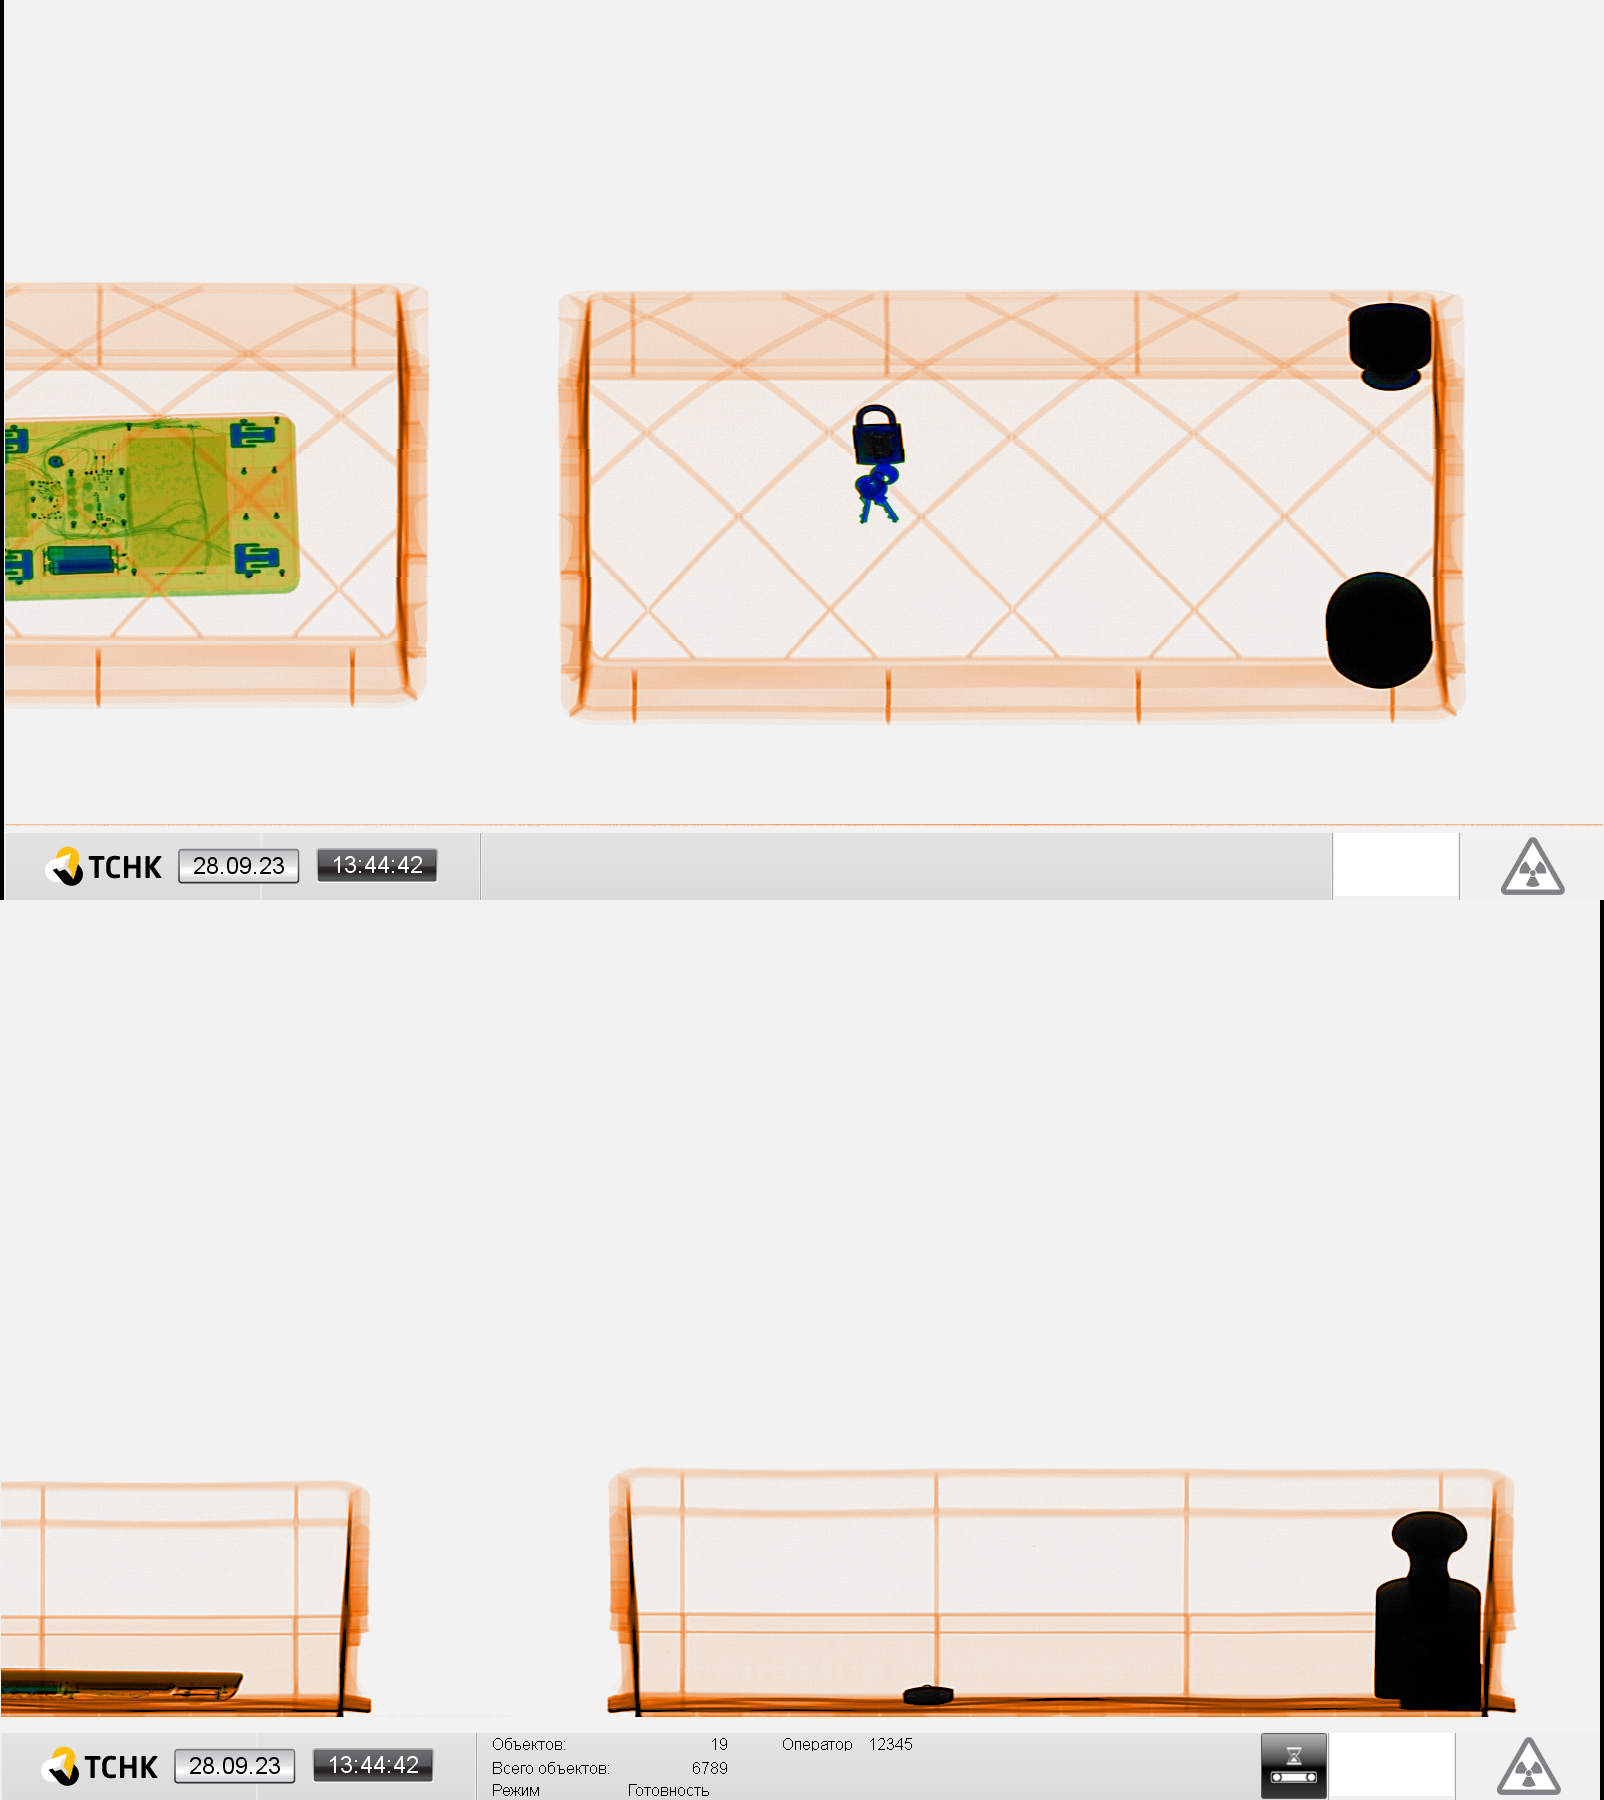 TCHK 28.09.23 13:44:42
TCHK 28.09.23 13:44:42
Объектов: 19 Оператор 12345
Всего объектов: 6789
Режим Готовность